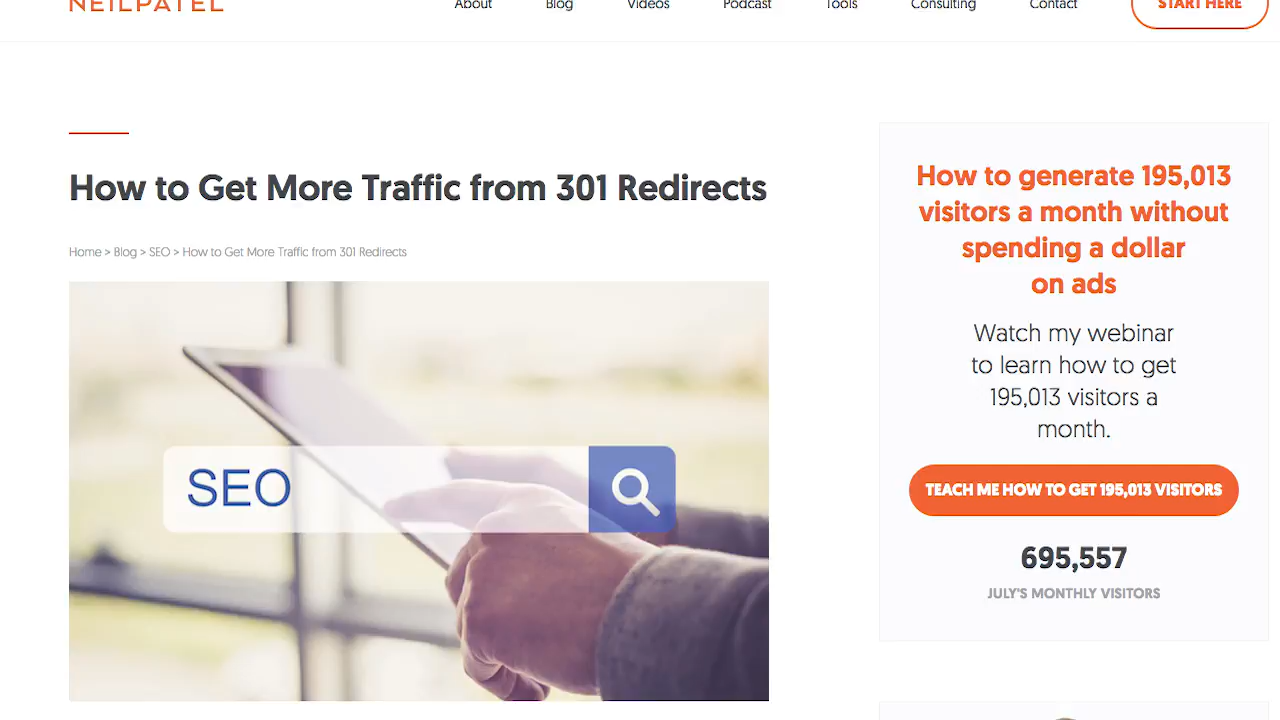 NEILPATEL
About Blog Videos Podcast Tools Consulting Contact START HERE
How to Get More Traffic from 301 Redirects
Home > Blog > SEO > How to Get More Traffic from 301 Redirects
SEO
How to generate 195,013
visitors a month without
spending a dollar
on ads
Watch my webinar
to learn how to get
195,013 visitors a
month.
TEACH ME HOW TO GET 195,013 VISITORS
695,557
JULY'S MONTHLY VISITORS